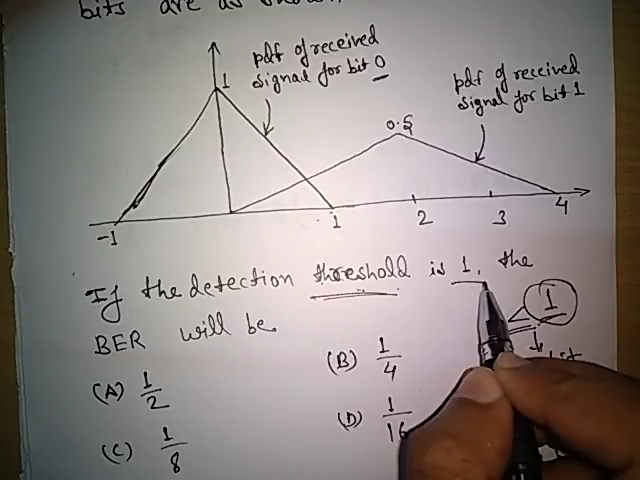 bits are as shown
pdf of received
signal for bit 0
1
pdf of received
signal for bit 1
0.5
-1
1
2
3
4
If the detection threshold is 1, the
BER will be
1
(A) 1/2
(B) 1/4
(C) 1/8
(D) 1/16